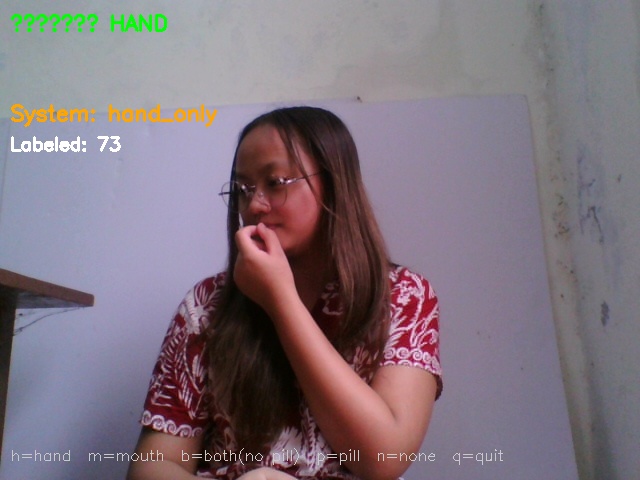 ??????? HAND
System: hand_only
Labeled: 73
h=hand m=mouth b=both(no pill) p=pill n=none q=quit